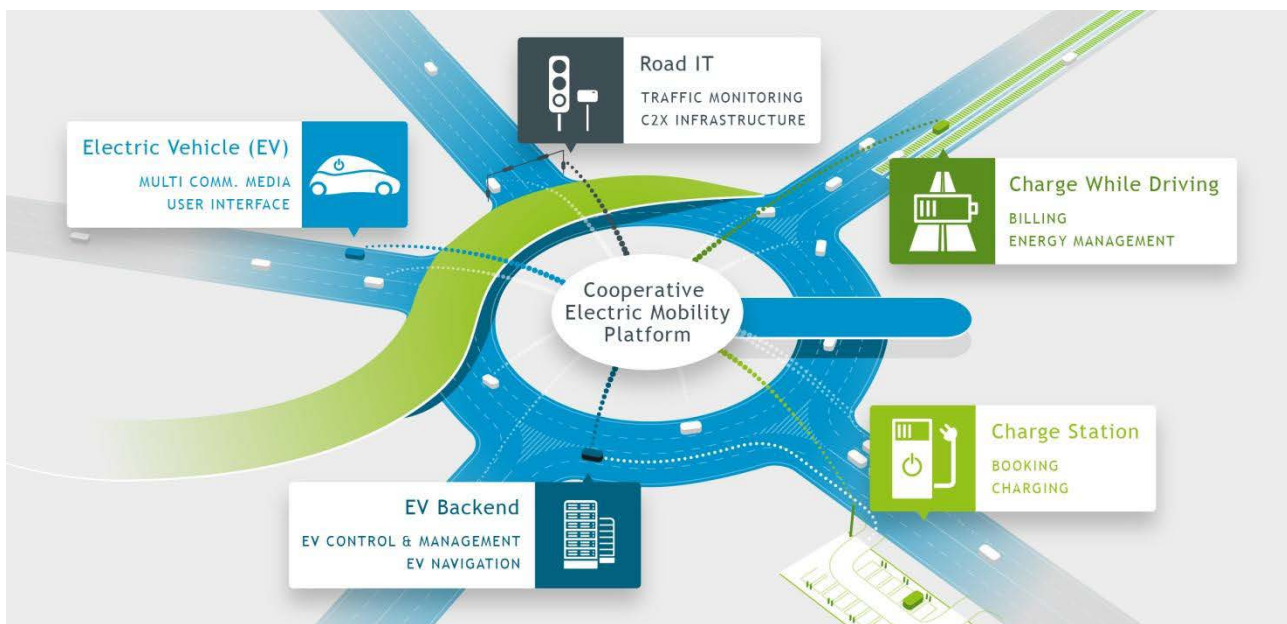 Road IT
TRAFFIC MONITORING
C2X INFRASTRUCTURE
Electric Vehicle (EV)
MULTI COMM. MEDIA
USER INTERFACE
Charge While Driving
BILLING
ENERGY MANAGEMENT
Cooperative
Electric Mobility
Platform
Charge Station
BOOKING
CHARGING
EV Backend
EV CONTROL & MANAGEMENT
EV NAVIGATION